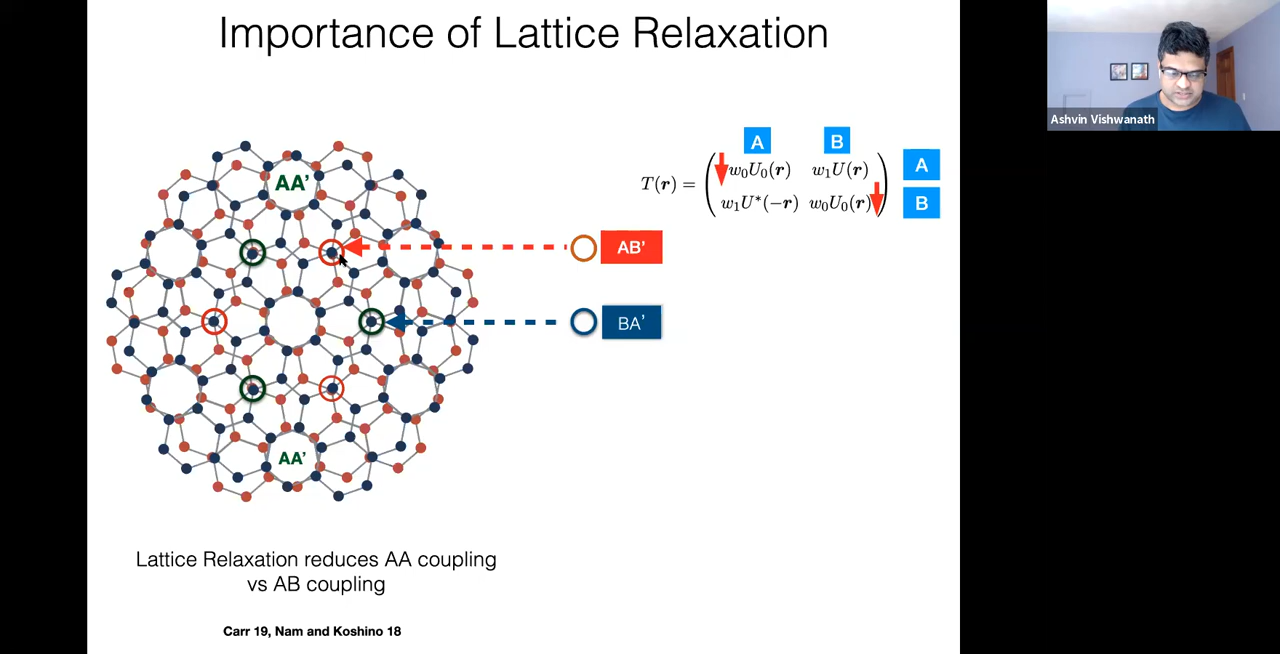 Importance of Lattice Relaxation
Ashvin Vishwanath
A B
T(r) = ( w₀U₀(r) w₁U(r) ) A
( w₁U*(−r) w₀U₀(r) ) B
AA'
AB'
BA'
AA'
Lattice Relaxation reduces AA coupling
vs AB coupling
Carr 19, Nam and Koshino 18